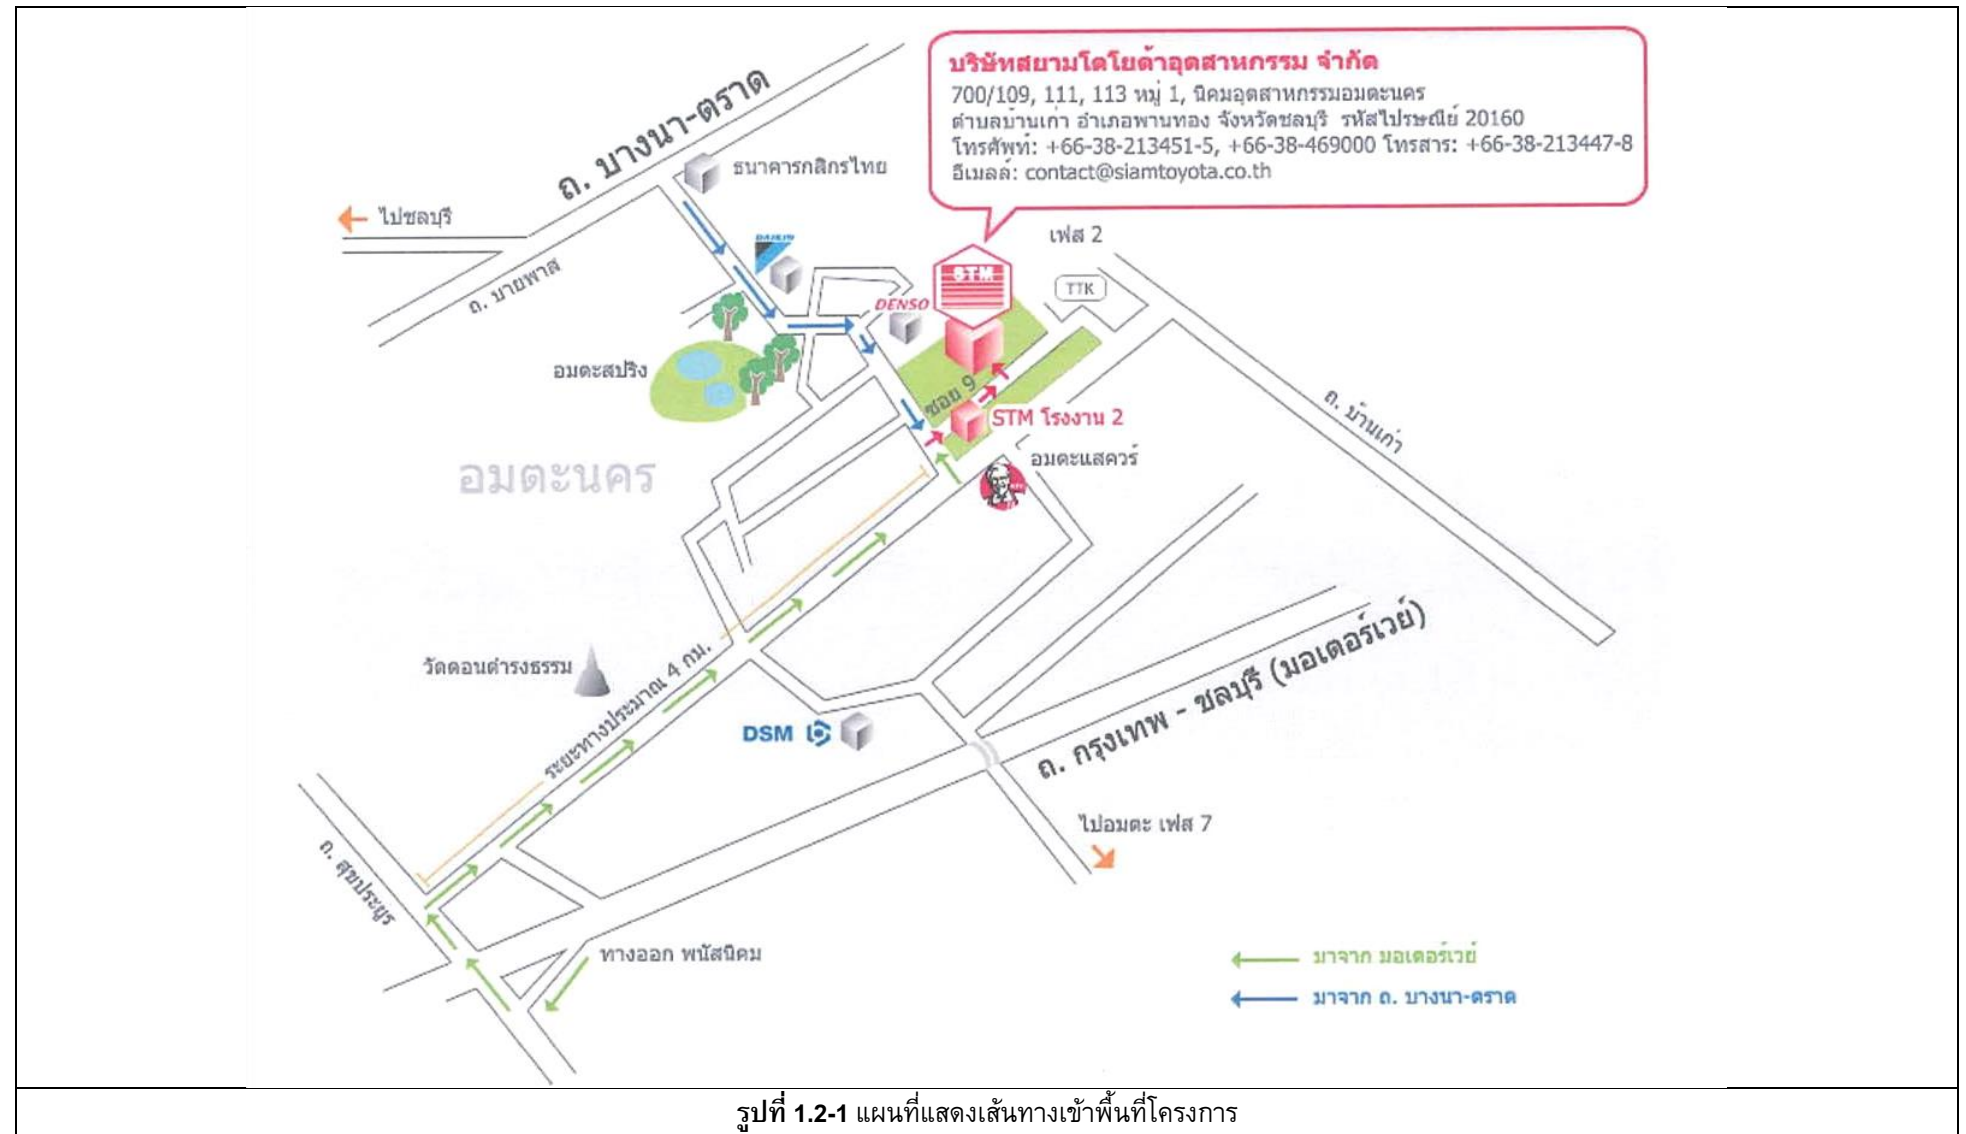 บริษัทสยามโตโยต้าอุตสาหกรรม จำกัด
700/109, 111, 113 หมู่ 1, นิคมอุตสาหกรรมอมตะนคร
ตำบลบ้านเก่า อำเภอพานทอง จังหวัดชลบุรี รหัสไปรษณีย์ 20160
โทรศัพท์: +66-38-213451-5, +66-38-469000 โทรสาร: +66-38-213447-8
อีเมลล์: contact@siamtoyota.co.th
ถ. บางนา-ตราด
ธนาคารกสิกรไทย
ไปชลบุรี
ถ. บายพาส
DAIKIN
เฟส 2
STM
TTK
DENSO
อมตะสปริง
ซอย 9
STM โรงงาน 2
ถ. บ้านเก่า
อมตะแสควร์
KFC
อมตะนคร
วัดดอนดำรงธรรม
ระยะทางประมาณ 4 กม.
DSM
ถ. กรุงเทพ - ชลบุรี (มอเตอร์เวย์)
ไปอมตะ เฟส 7
ถ. สุขประยูร
ทางออก พนัสนิคม
มาจาก มอเตอร์เวย์
มาจาก ถ. บางนา-ตราด
รูปที่ 1.2-1 แผนที่แสดงเส้นทางเข้าพื้นที่โครงการ